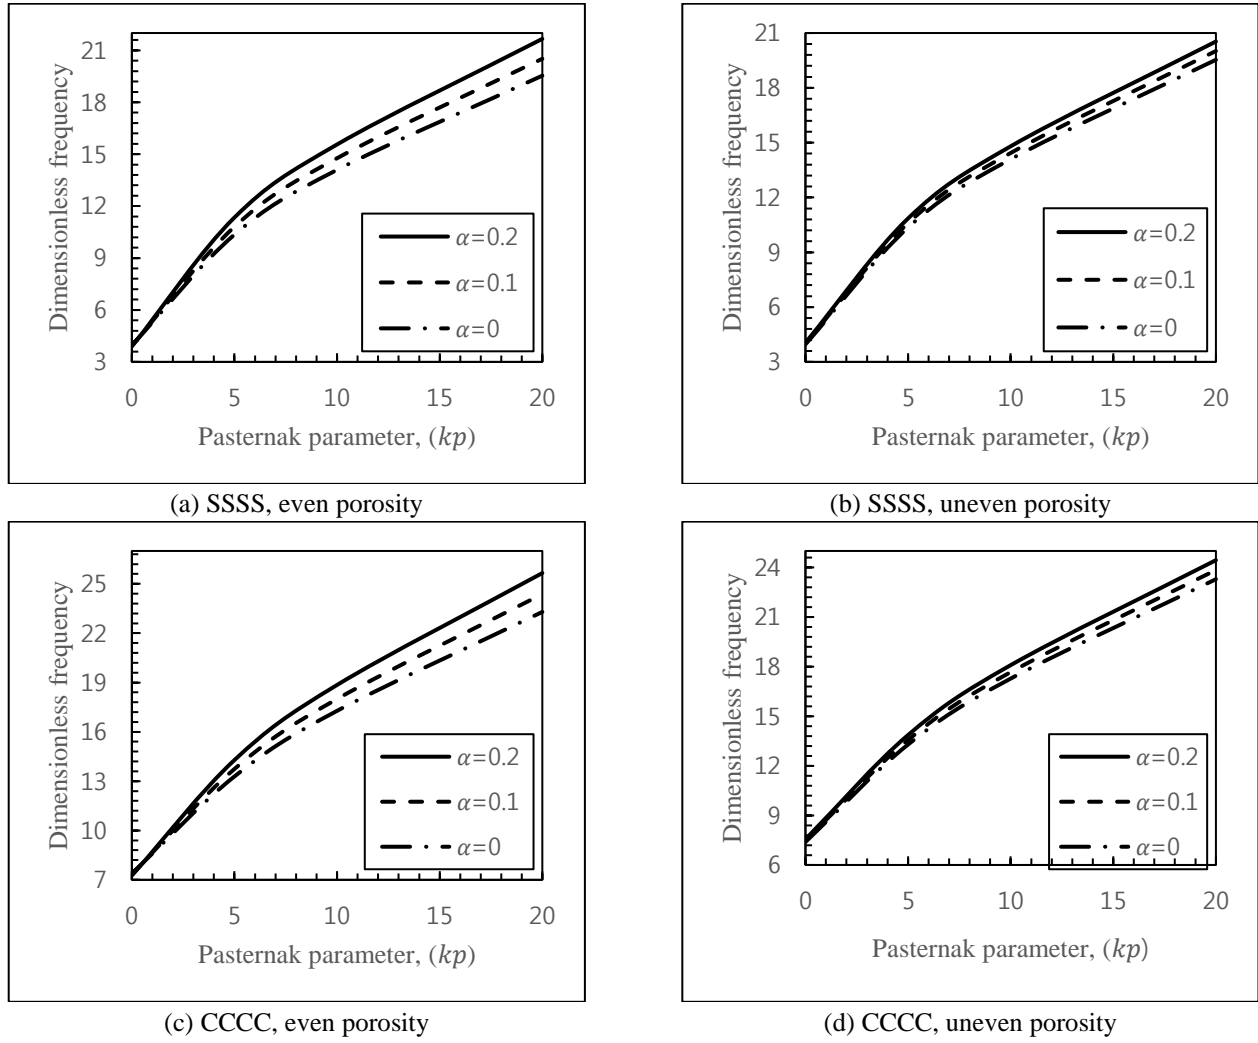 21
18
15
12
9
6
3
Dimensionless frequency
α=0.2
α=0.1
α=0
0 5 10 15 20
Pasternak parameter, (kp)
(a) SSSS, even porosity
21
18
15
12
9
6
3
Dimensionless frequency
α=0.2
α=0.1
α=0
0 5 10 15 20
Pasternak parameter, (kp)
(b) SSSS, uneven porosity
25
22
19
16
13
10
7
Dimensionless frequency
α=0.2
α=0.1
α=0
0 5 10 15 20
Pasternak parameter, (kp)
(c) CCCC, even porosity
24
21
18
15
12
9
6
Dimensionless frequency
α=0.2
α=0.1
α=0
0 5 10 15 20
Pasternak parameter, (kp)
(d) CCCC, uneven porosity